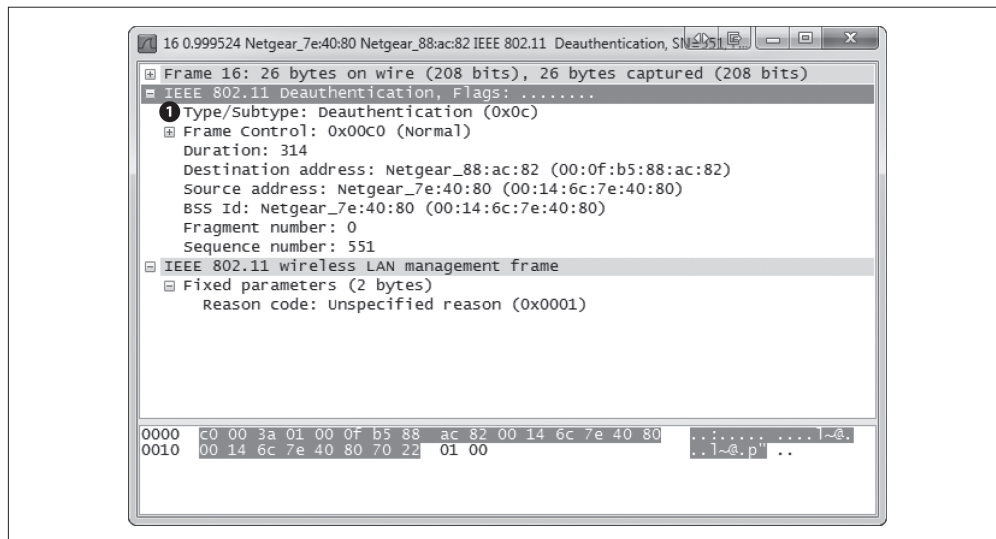 16 0.999524 Netgear_7e:40:80 Netgear_88:ac:82 IEEE 802.11 Deauthentication,
Frame 16: 26 bytes on wire (208 bits), 26 bytes captured (208 bits)
IEEE 802.11 Deauthentication, Flags: ........
1 Type/Subtype: Deauthentication (0x0c)
Frame Control: 0x00C0 (Normal)
Duration: 314
Destination address: Netgear_88:ac:82 (00:0f:b5:88:ac:82)
Source address: Netgear_7e:40:80 (00:14:6c:7e:40:80)
BSS Id: Netgear_7e:40:80 (00:14:6c:7e:40:80)
Fragment number: 0
Sequence number: 551
IEEE 802.11 wireless LAN management frame
Fixed parameters (2 bytes)
Reason code: Unspecified reason (0x0001)
0000 c0 00 3a 01 00 0f b5 88 ac 82 00 14 6c 7e 40 80 ..:..... ....l~@.
0010 00 14 6c 7e 40 80 70 22 01 00 ..l~@.p" ..